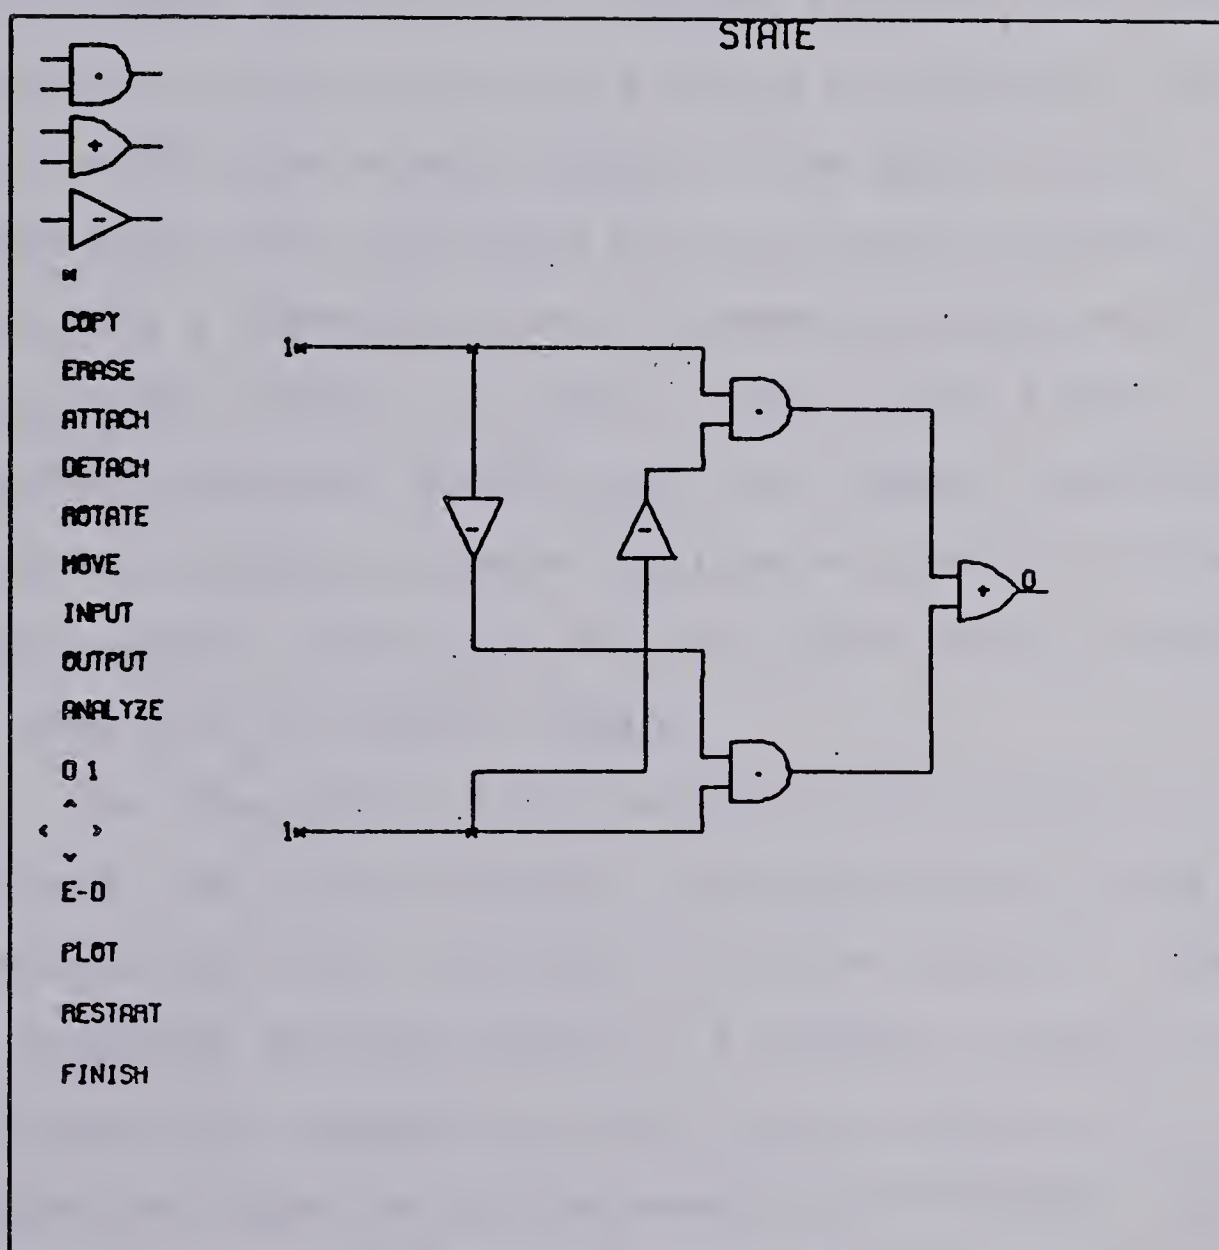 STATE
.
+
-
*
COPY
ERASE
ATTACH
DETACH
ROTATE
MOVE
INPUT
OUTPUT
ANALYZE
0 1
^
< >
v
E-D
PLOT
RESTART
FINISH
1*
*
.
-
-
+
0
.
1*
*